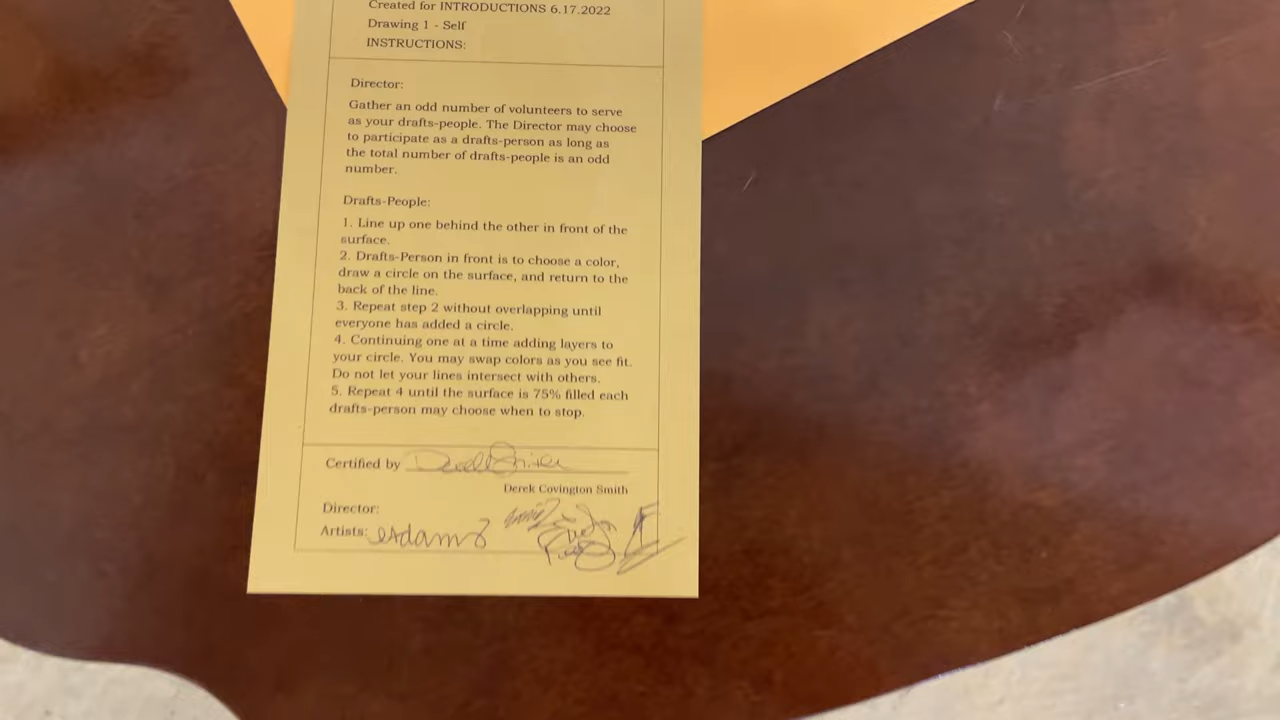 Created for INTRODUCTIONS 6.17.2022
Drawing 1 - Self
INSTRUCTIONS:
Director:
Gather an odd number of volunteers to serve
as your drafts-people. The Director may choose
to participate as a drafts-person as long as
the total number of drafts-people is an odd
number.
Drafts-People:
1. Line up one behind the other in front of the
surface.
2. Drafts-Person in front is to choose a color,
draw a circle on the surface, and return to the
back of the line.
3. Repeat step 2 without overlapping until
everyone has added a circle.
4. Continuing one at a time adding layers to
your circle. You may swap colors as you see fit.
Do not let your lines intersect with others.
5. Repeat 4 until the surface is 75% filled each
drafts-person may choose when to stop.
Certified by
Derek Covington Smith
Director:
Artists: